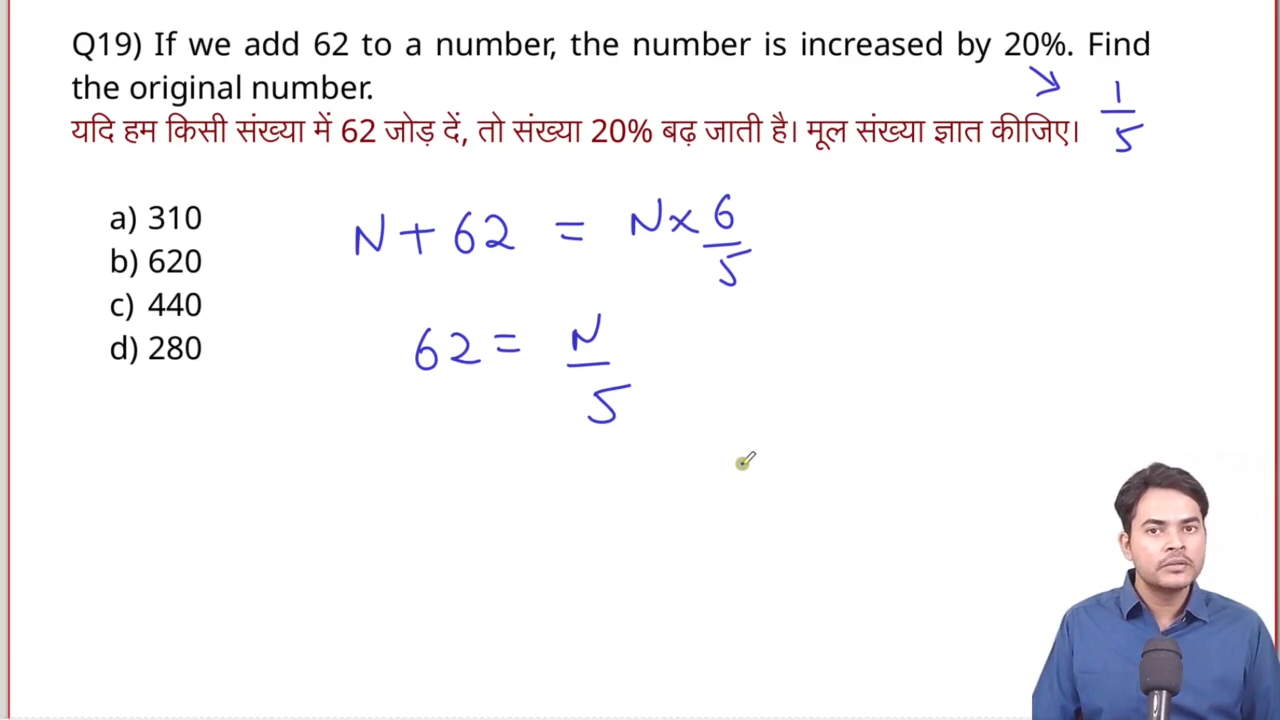 Q19) If we add 62 to a number, the number is increased by 20%. Find
the original number.
यदि हम किसी संख्या में 62 जोड़ दें, तो संख्या 20% बढ़ जाती है। मूल संख्या ज्ञात कीजिए।
1/5
a) 310
b) 620
c) 440
d) 280
N + 62 = N × 6/5
62 = N/5